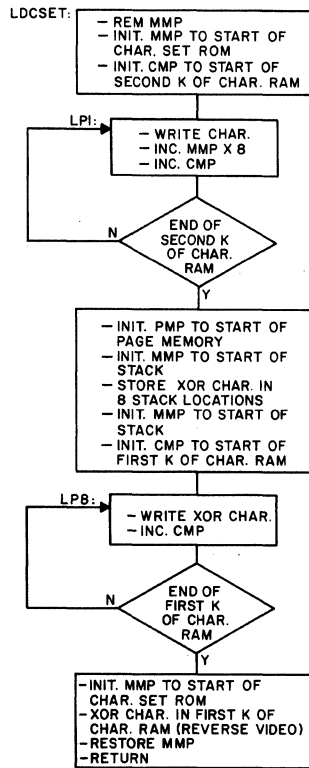 LDCSET:
– REM MMP
– INIT. MMP TO START OF
CHAR. SET ROM
– INIT. CMP TO START OF
SECOND K OF CHAR. RAM
LP1:
– WRITE CHAR.
– INC. MMP X 8
– INC. CMP
N
END OF
SECOND K
OF CHAR.
RAM
Y
– INIT. PMP TO START OF
PAGE MEMORY
– INIT. MMP TO START OF
STACK
– STORE XOR CHAR. IN
8 STACK LOCATIONS
– INIT. MMP TO START OF
STACK
– INIT. CMP TO START OF
FIRST K OF CHAR. RAM
LP8:
– WRITE XOR CHAR.
– INC. CMP
N
END OF
FIRST K
OF CHAR.
RAM
Y
–INIT. MMP TO START OF
CHAR. SET ROM
–XOR CHAR. IN FIRST K OF
CHAR. RAM (REVERSE VIDEO)
–RESTORE MMP
–RETURN